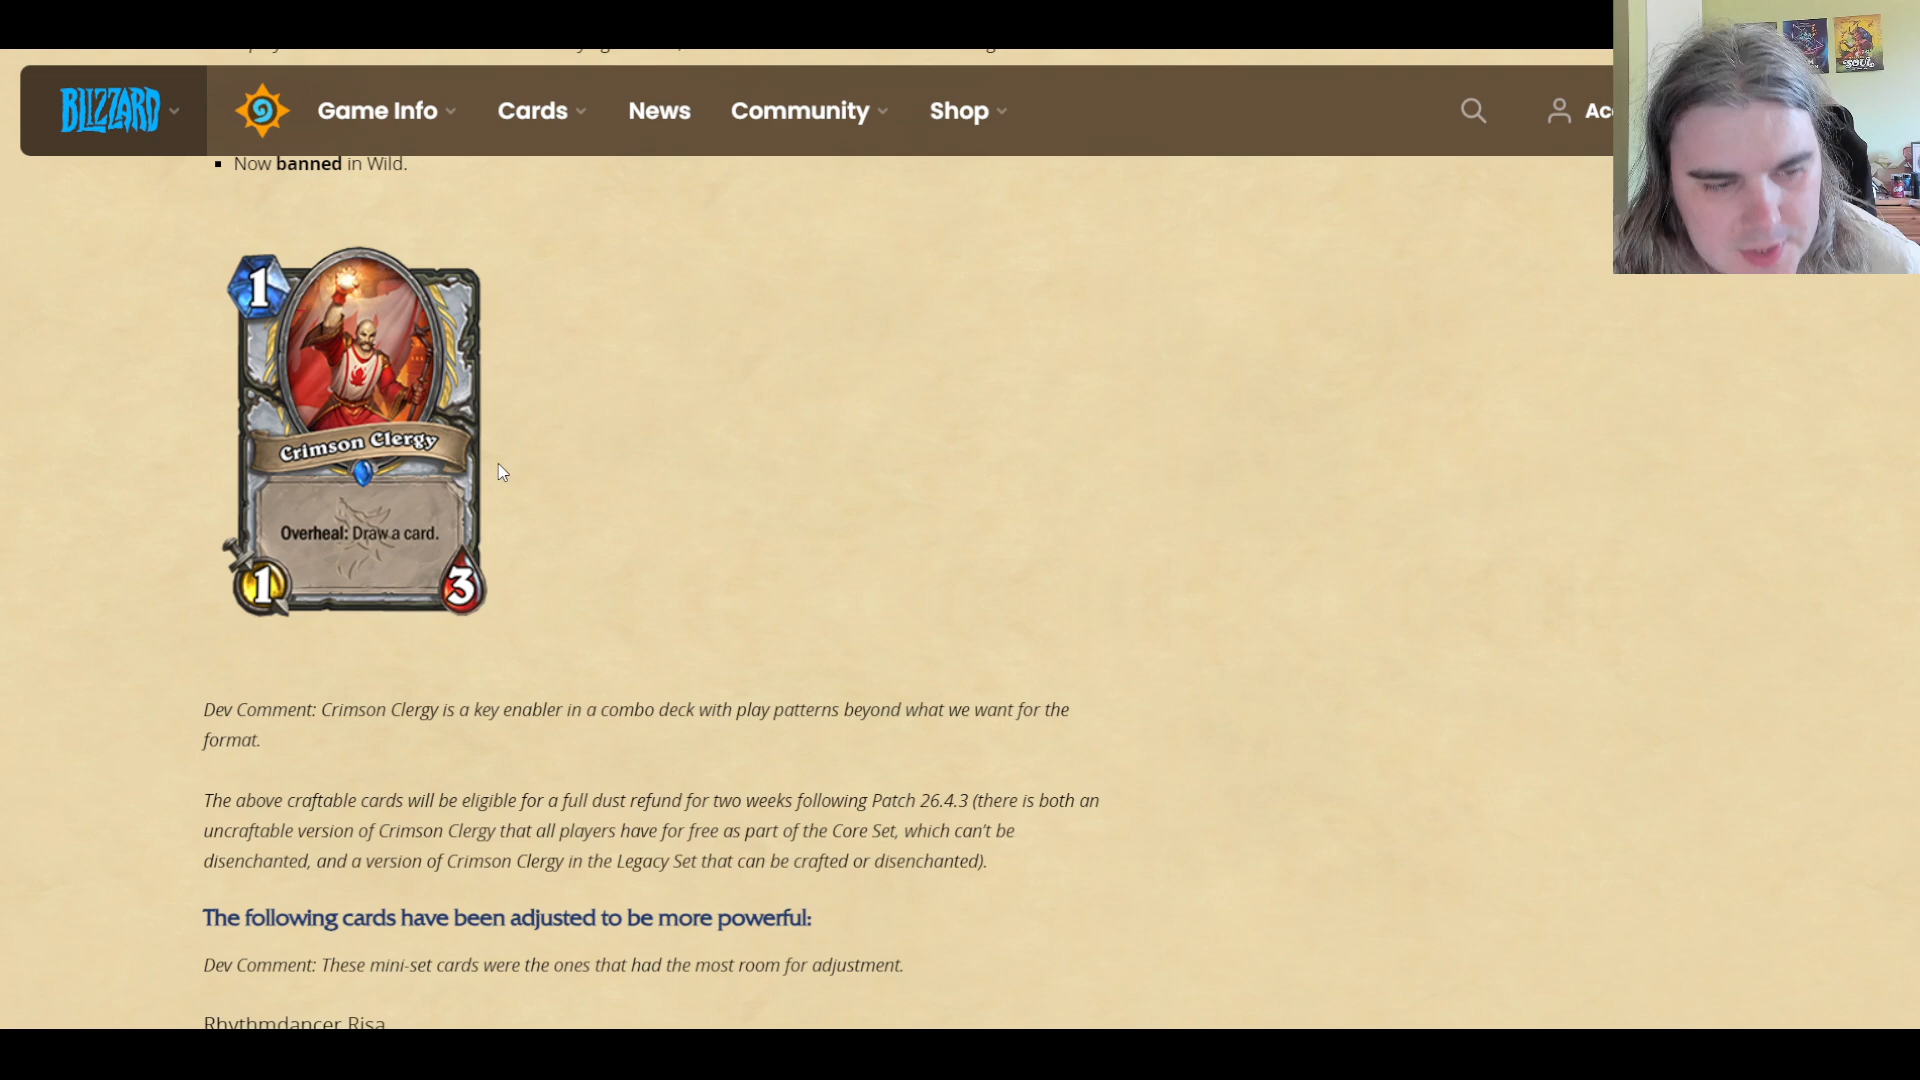 BLIZZARD
Game Info
Cards
News
Community
Shop
Now banned in Wild.
1
Crimson Clergy
Overheal: Draw a card.
1
3
Dev Comment: Crimson Clergy is a key enabler in a combo deck with play patterns beyond what we want for the
format.
The above craftable cards will be eligible for a full dust refund for two weeks following Patch 26.4.3 (there is both an
uncraftable version of Crimson Clergy that all players have for free as part of the Core Set, which can't be
disenchanted, and a version of Crimson Clergy in the Legacy Set that can be crafted or disenchanted).
The following cards have been adjusted to be more powerful:
Dev Comment: These mini-set cards were the ones that had the most room for adjustment.
Rhythmdancer Risa